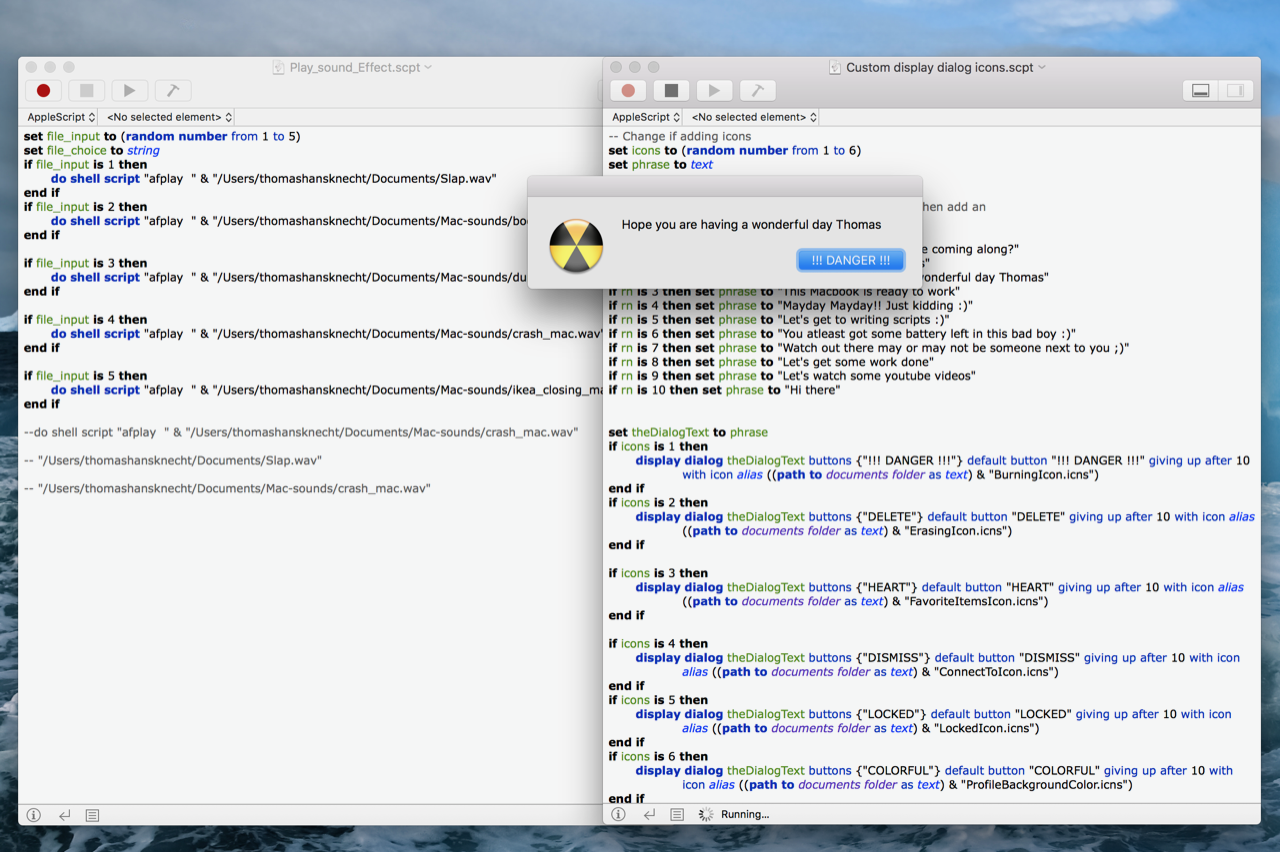 Play_sound_Effect.scpt
AppleScript
<No selected element>
set file_input to (random number from 1 to 5)
set file_choice to string
if file_input is 1 then
do shell script "afplay " & "/Users/thomashansknecht/Documents/Slap.wav"
end if
if file_input is 2 then
do shell script "afplay " & "/Users/thomashansknecht/Documents/Mac-sounds/bo
end if
if file_input is 3 then
do shell script "afplay " & "/Users/thomashansknecht/Documents/Mac-sounds/du
end if
if file_input is 4 then
do shell script "afplay " & "/Users/thomashansknecht/Documents/Mac-sounds/crash_mac.wav"
end if
if file_input is 5 then
do shell script "afplay " & "/Users/thomashansknecht/Documents/Mac-sounds/ikea_closing_ma
end if
--do shell script "afplay " & "/Users/thomashansknecht/Documents/Mac-sounds/crash_mac.wav"
-- "/Users/thomashansknecht/Documents/Slap.wav"
-- "/Users/thomashansknecht/Documents/Mac-sounds/crash_mac.wav"
Custom display dialog icons.scpt
AppleScript
<No selected element>
-- Change if adding icons
set icons to (random number from 1 to 6)
set phrase to text
Hope you are having a wonderful day Thomas
!!! DANGER !!!
then add an
e coming along?"
"
onderful day Thomas"
if rn is 3 then set phrase to "This Macbook is ready to work"
if rn is 4 then set phrase to "Mayday Mayday!! Just kidding :)"
if rn is 5 then set phrase to "Let's get to writing scripts :)"
if rn is 6 then set phrase to "You atleast got some battery left in this bad boy :)"
if rn is 7 then set phrase to "Watch out there may or may not be someone next to you ;)"
if rn is 8 then set phrase to "Let's get some work done"
if rn is 9 then set phrase to "Let's watch some youtube videos"
if rn is 10 then set phrase to "Hi there"
set theDialogText to phrase
if icons is 1 then
display dialog theDialogText buttons {"!!! DANGER !!!"} default button "!!! DANGER !!!" giving up after 10
with icon alias ((path to documents folder as text) & "BurningIcon.icns")
end if
if icons is 2 then
display dialog theDialogText buttons {"DELETE"} default button "DELETE" giving up after 10 with icon alias
((path to documents folder as text) & "ErasingIcon.icns")
end if
if icons is 3 then
display dialog theDialogText buttons {"HEART"} default button "HEART" giving up after 10 with icon alias
((path to documents folder as text) & "FavoriteItemsIcon.icns")
end if
if icons is 4 then
display dialog theDialogText buttons {"DISMISS"} default button "DISMISS" giving up after 10 with icon
alias ((path to documents folder as text) & "ConnectToIcon.icns")
end if
if icons is 5 then
display dialog theDialogText buttons {"LOCKED"} default button "LOCKED" giving up after 10 with icon
alias ((path to documents folder as text) & "LockedIcon.icns")
end if
if icons is 6 then
display dialog theDialogText buttons {"COLORFUL"} default button "COLORFUL" giving up after 10 with
icon alias ((path to documents folder as text) & "ProfileBackgroundColor.icns")
end if
Running...